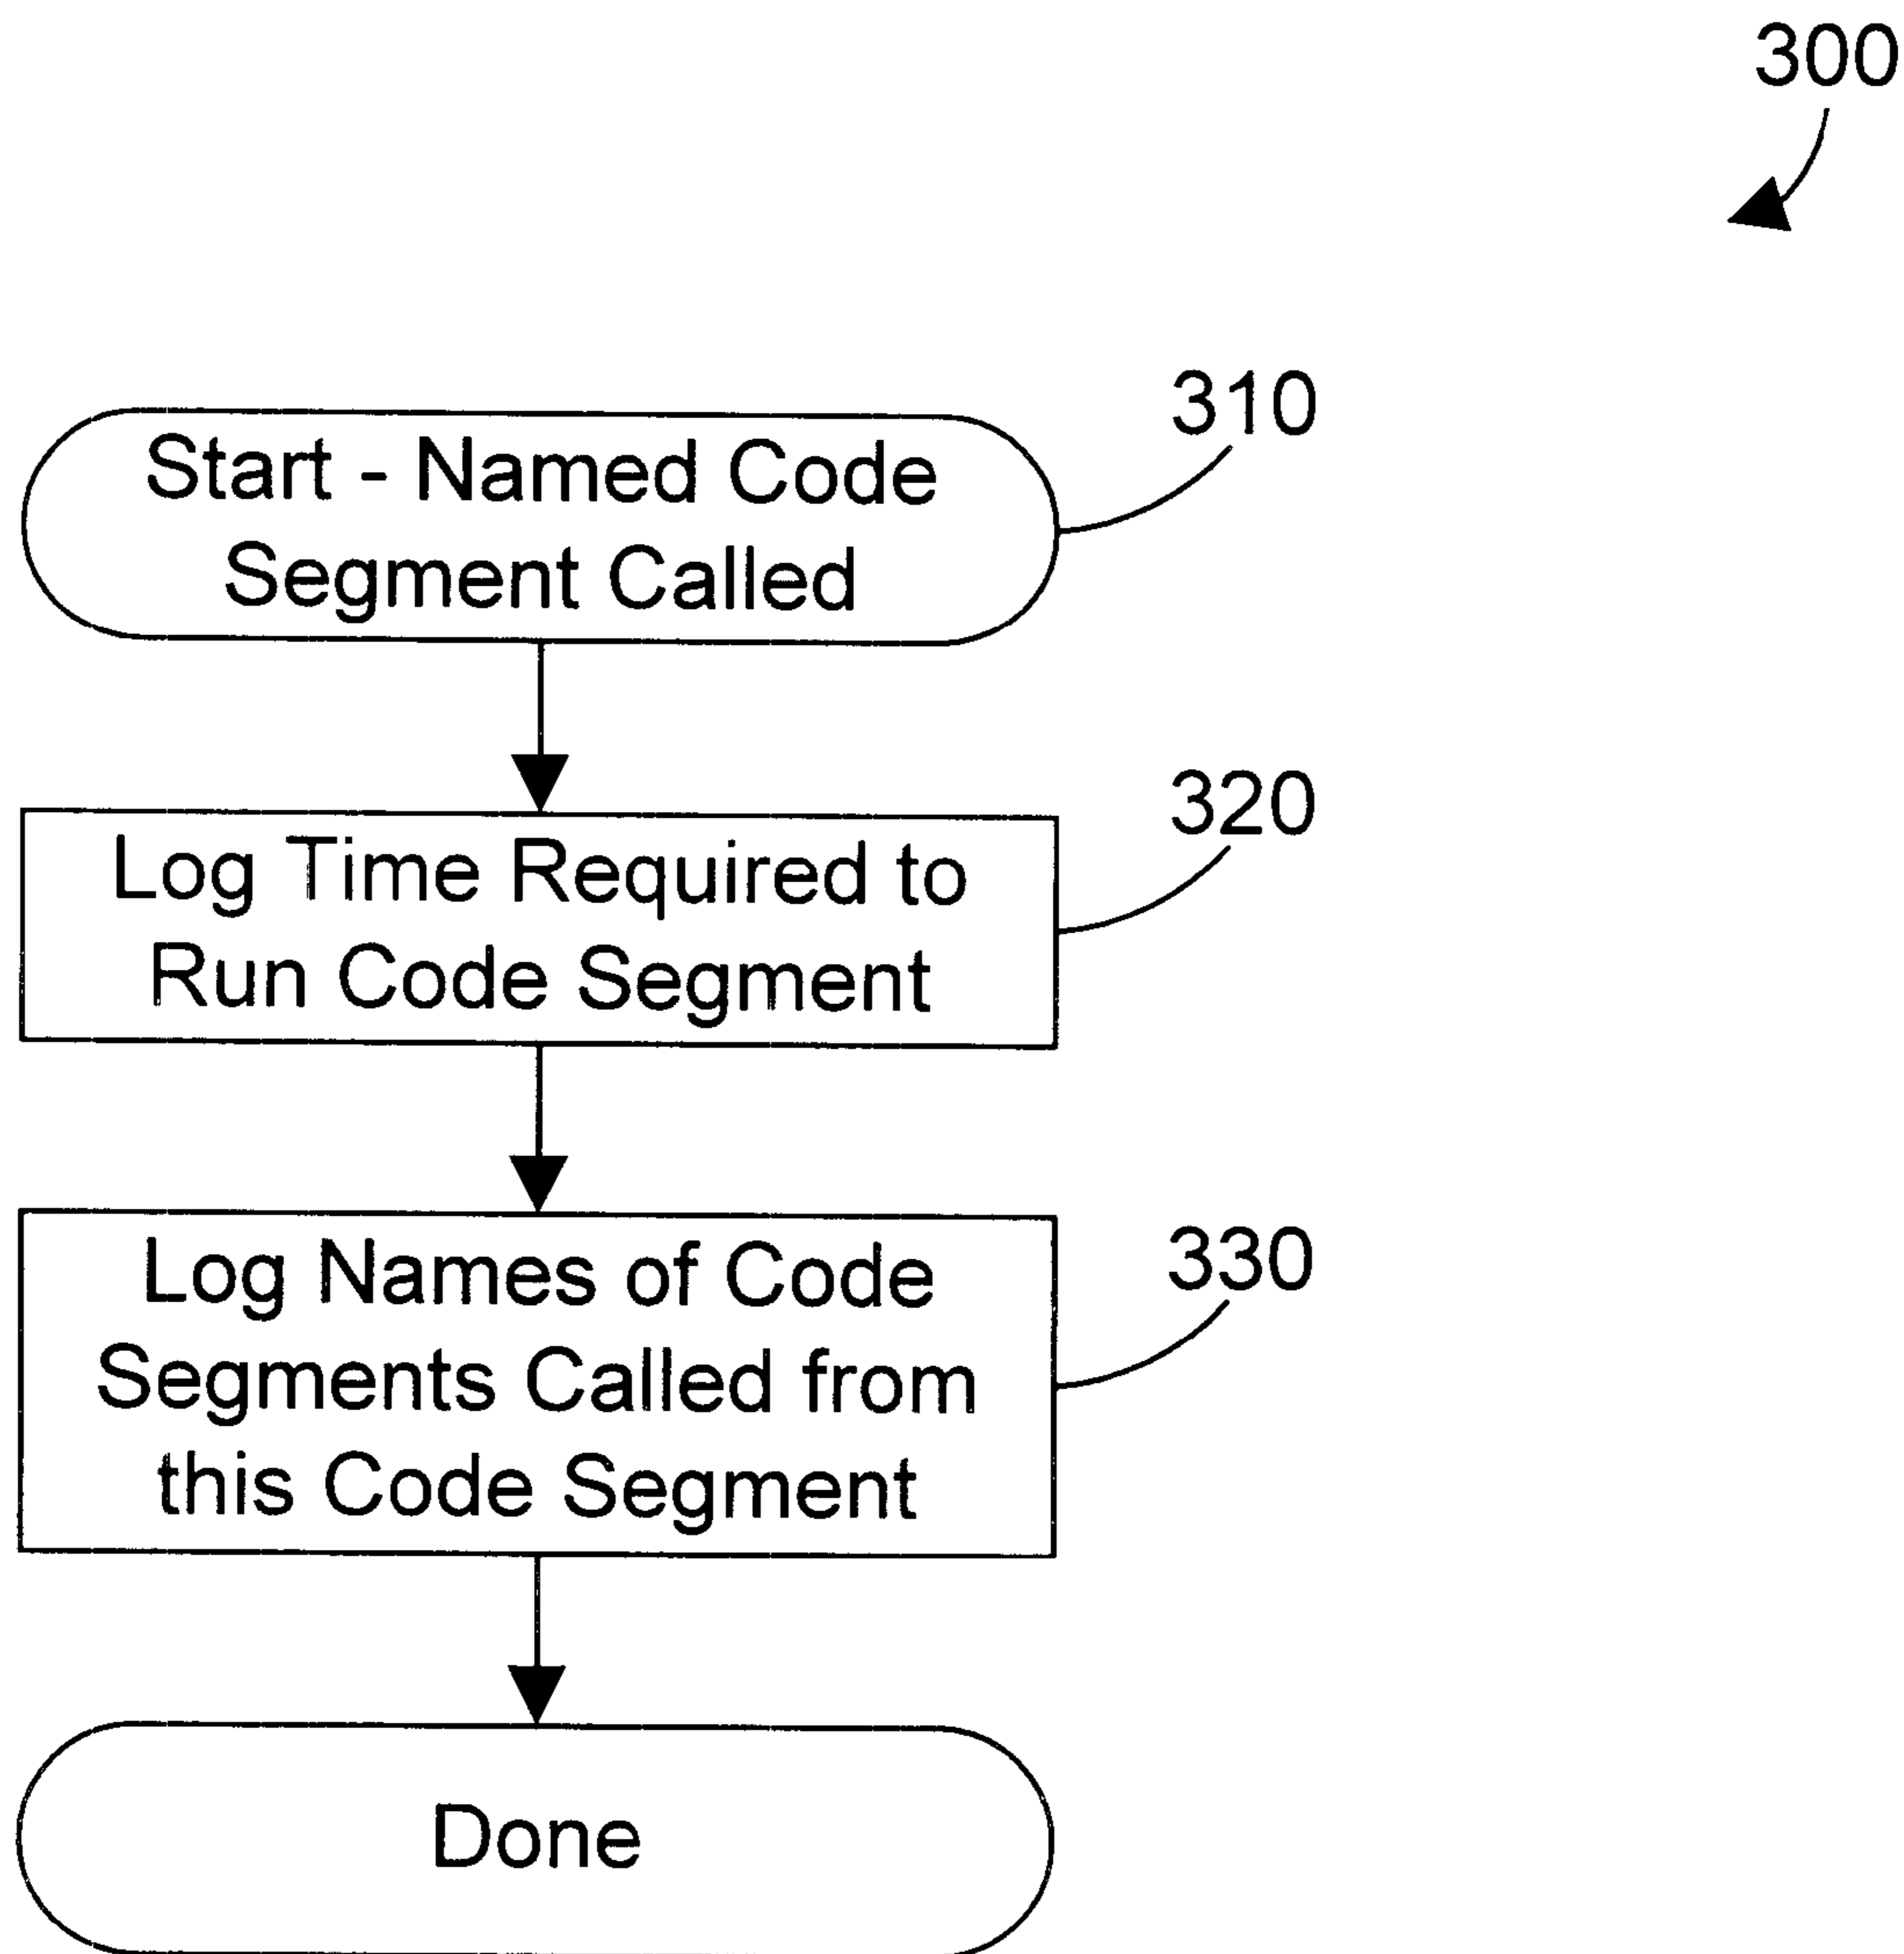 300
310
Start - Named Code
Segment Called
320
Log Time Required to
Run Code Segment
330
Log Names of Code
Segments Called from
this Code Segment
Done